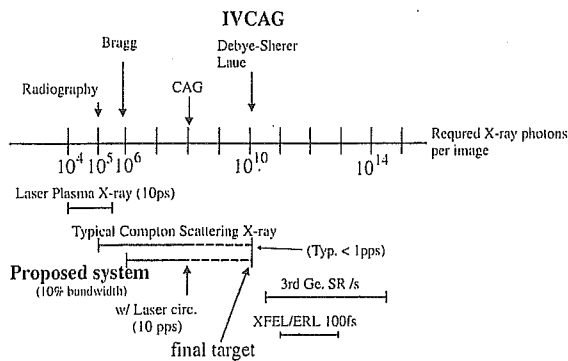 IVCAG
Bragg
Debye-Sherer
Laue
Radiography
CAG
Requred X-ray photons
per image
10⁴ 10⁵ 10⁶ 10¹⁰ 10¹⁴
Laser Plasma X-ray (10ps)
Typical Compton Scattering X-ray
(Typ. < 1pps)
Proposed system
(10% bandwidth)
3rd Ge. SR /s
w/ Laser circ.
(10 pps)
XFEL/ERL 100fs
final target